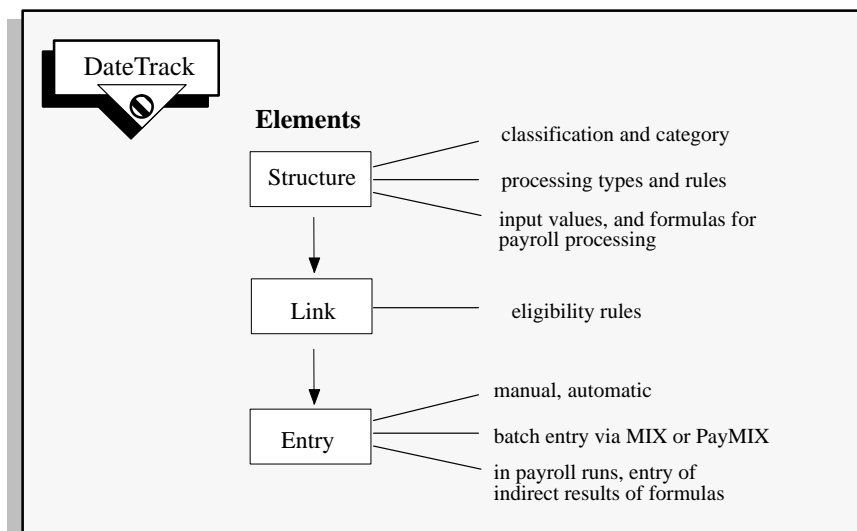 DateTrack
Elements
Structure
classification and category
processing types and rules
input values, and formulas for
payroll processing
Link
eligibility rules
Entry
manual, automatic
batch entry via MIX or PayMIX
in payroll runs, entry of
indirect results of formulas